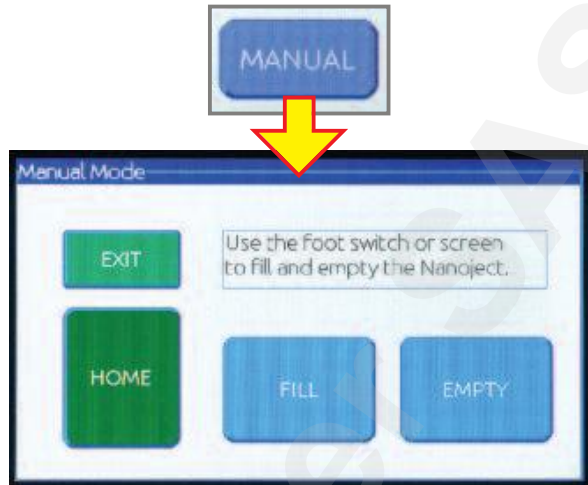 MANUAL
Manual Mode
EXIT
Use the foot switch or screen
to fill and empty the Nanoject.
HOME
FILL
EMPTY